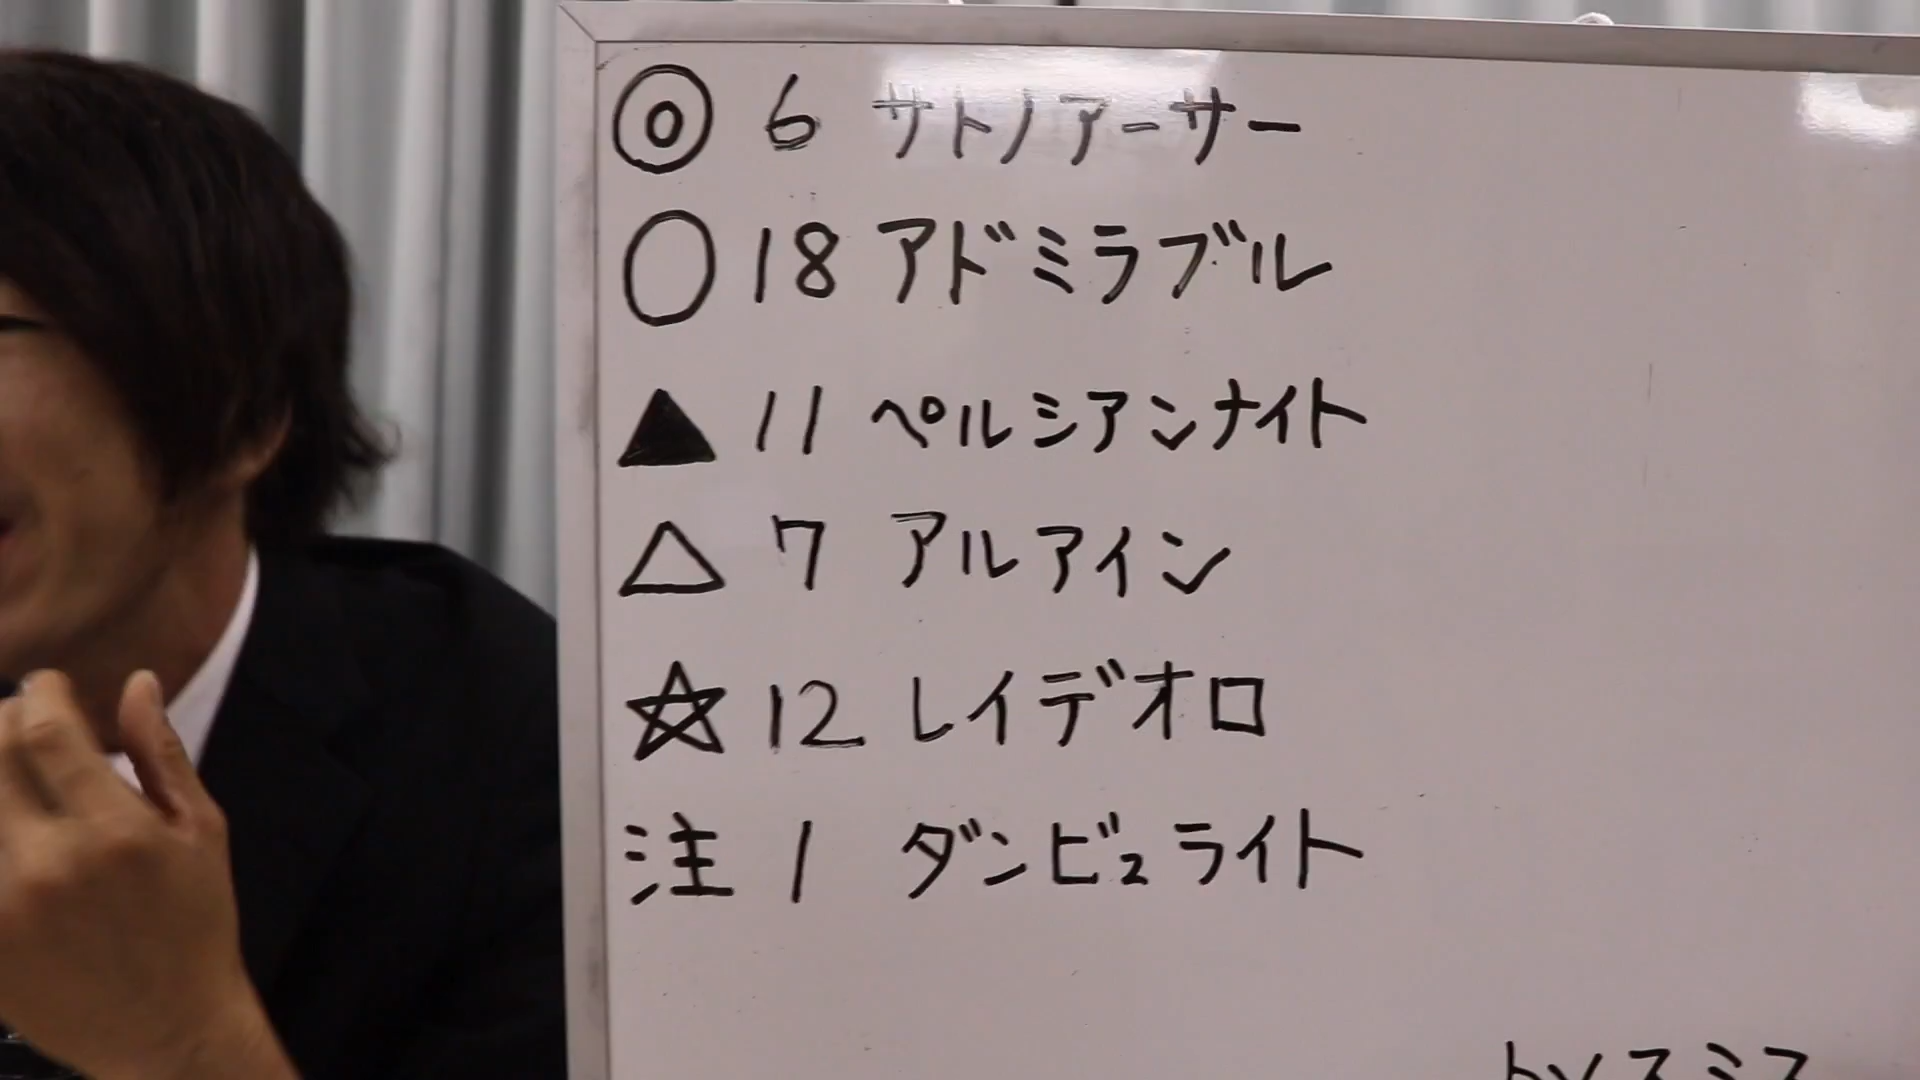 ◎ 6 サトノアーサー
○ 18 アドミラブル
▲ 11 ペルシアンナイト
△ 7 アルアイン
☆ 12 レイデオロ
注 1 ダンビュライト